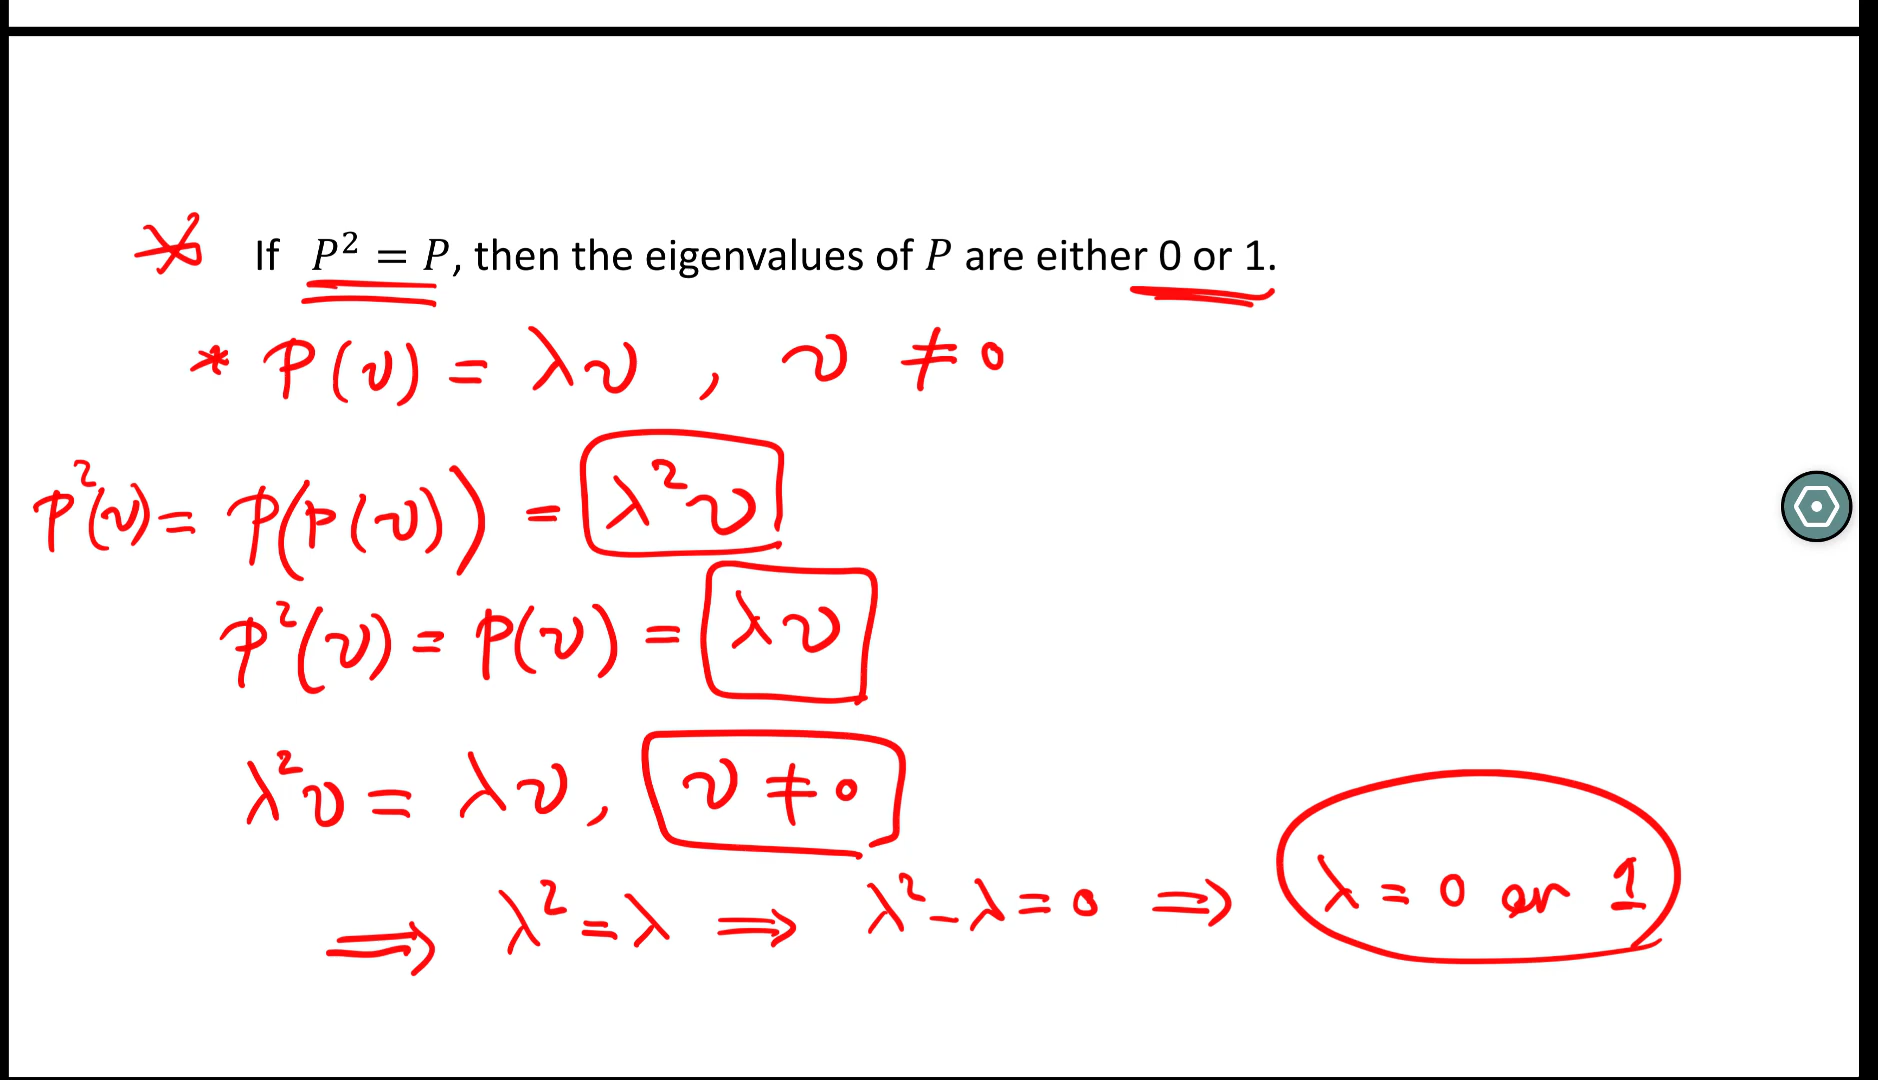 If P² = P, then the eigenvalues of P are either 0 or 1.
* P(v) = λv , v ≠ 0
P²(v) = P(P(v)) = λ²v
P²(v) = P(v) = λv
λ²v = λv, v ≠ 0
⟹ λ² = λ ⟹ λ² - λ = 0 ⟹ λ = 0 or 1